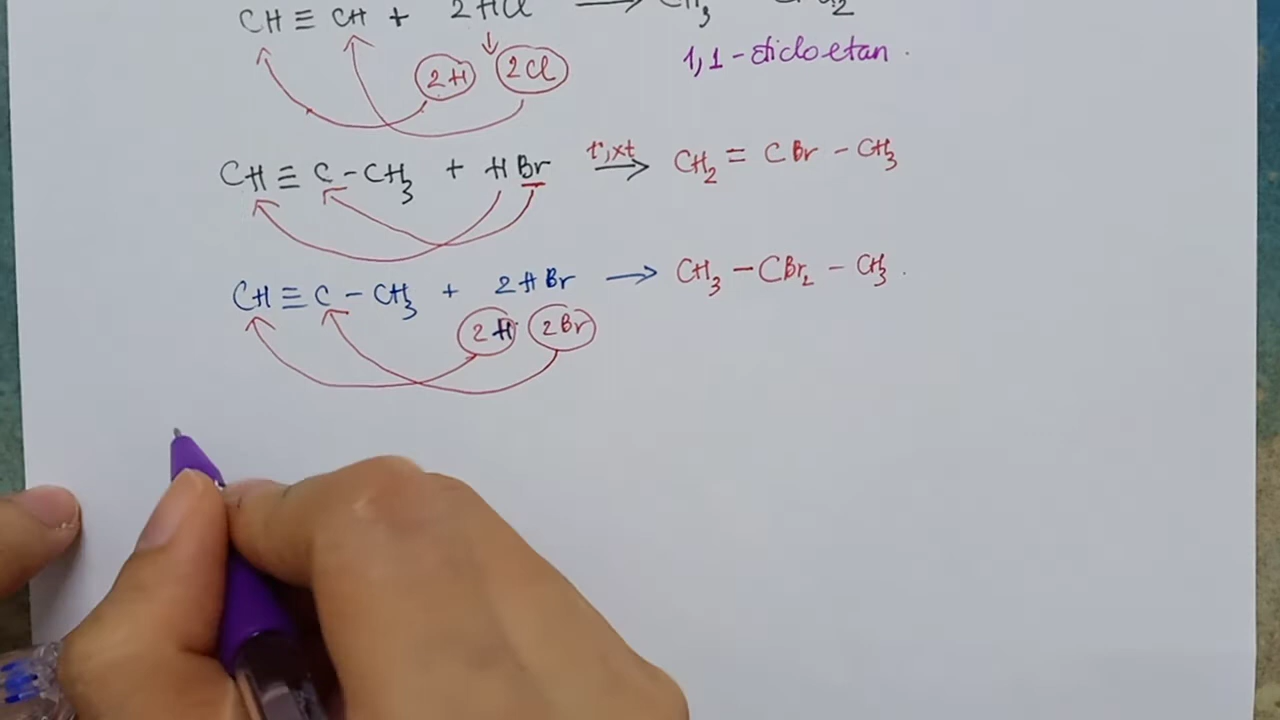 CH ≡ CH + 2HCl ⟶ CH₃
2H 2Cl
1,1-đicloetan.
CH ≡ C - CH₃ + HBr t°,xt ⟶ CH₂ = CBr - CH₃
CH ≡ C - CH₃ + 2HBr ⟶ CH₃ - CBr₂ - CH₃.
2H 2Br